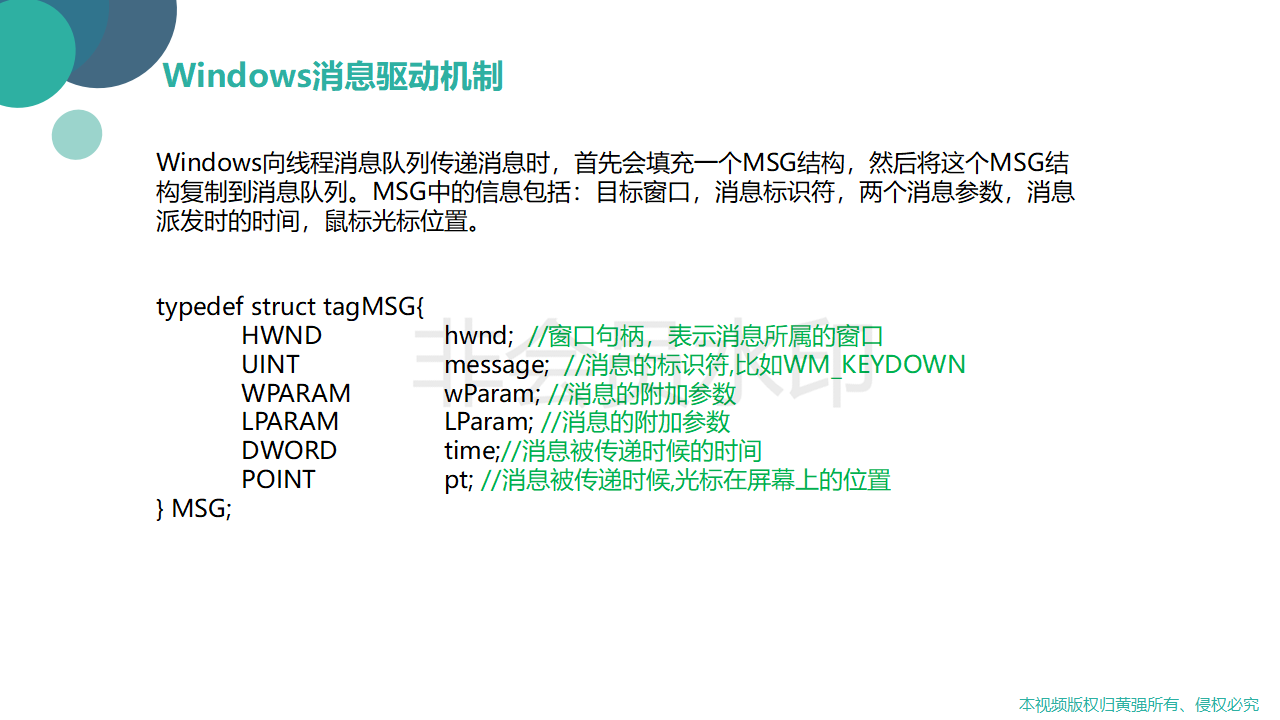 Windows消息驱动机制
Windows向线程消息队列传递消息时，首先会填充一个MSG结构，然后将这个MSG结
构复制到消息队列。MSG中的信息包括：目标窗口，消息标识符，两个消息参数，消息
派发时的时间，鼠标光标位置。
typedef struct tagMSG{
HWND hwnd; //窗口句柄，表示消息所属的窗口
UINT message; //消息的标识符,比如WM_KEYDOWN
WPARAM wParam; //消息的附加参数
LPARAM LParam; //消息的附加参数
DWORD time;//消息被传递时候的时间
POINT pt; //消息被传递时候,光标在屏幕上的位置
} MSG;
非会员水印
本视频版权归黄强所有、侵权必究